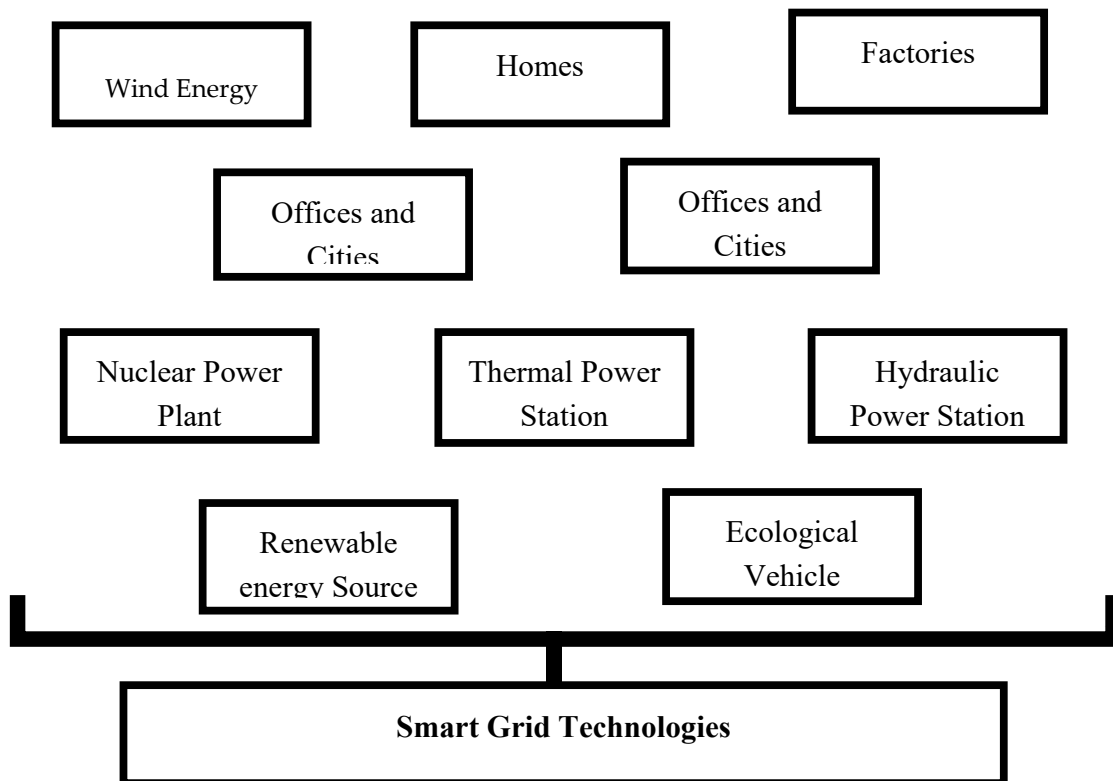 Wind Energy
Homes
Factories
Offices and
Cities
Offices and
Cities
Nuclear Power
Plant
Thermal Power
Station
Hydraulic
Power Station
Renewable
energy Source
Ecological
Vehicle
Smart Grid Technologies